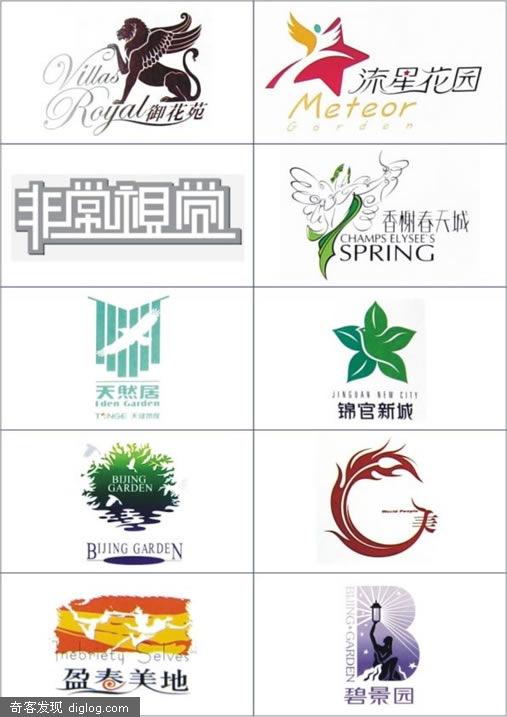 Villas
Royal御花苑
流星花园
Meteor
Garden
非常视觉
香榭春天城
CHAMPS ELYSEE'S
SPRING
天然居
Eden Garden
JINGUAN NEW CITY
锦官新城
BIJING
GARDEN
BIJING GARDEN
World People
美
Inebriety Selves
盈春美地
B
BIJING·GARDEN
碧景园
奇客发现 diglog.com